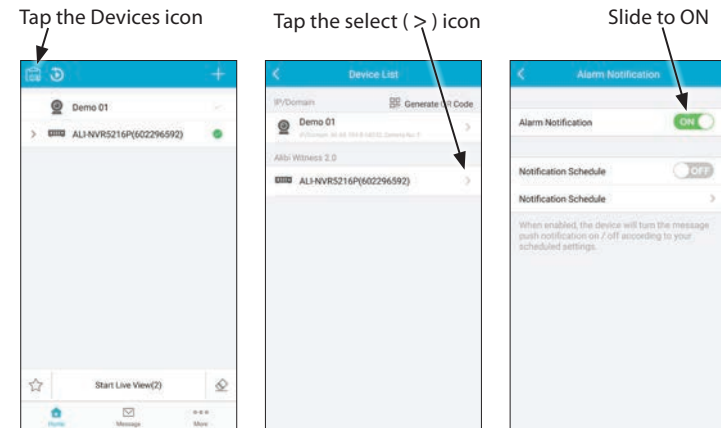 Tap the Devices icon
Demo 01
ALI-NVR5216P(602296592)
Start Live View(2)
Home
Message
More
Tap the select ( > ) icon
Device List
IP/Domain
Generate QR Code
Demo 01
Alibi Witness 2.0
ALI-NVR5216P(602296592)
Slide to ON
Alarm Notification
Alarm Notification
ON
Notification Schedule
OFF
Notification Schedule
When enabled, the device will turn the message
push notification on / off according to your
scheduled settings.